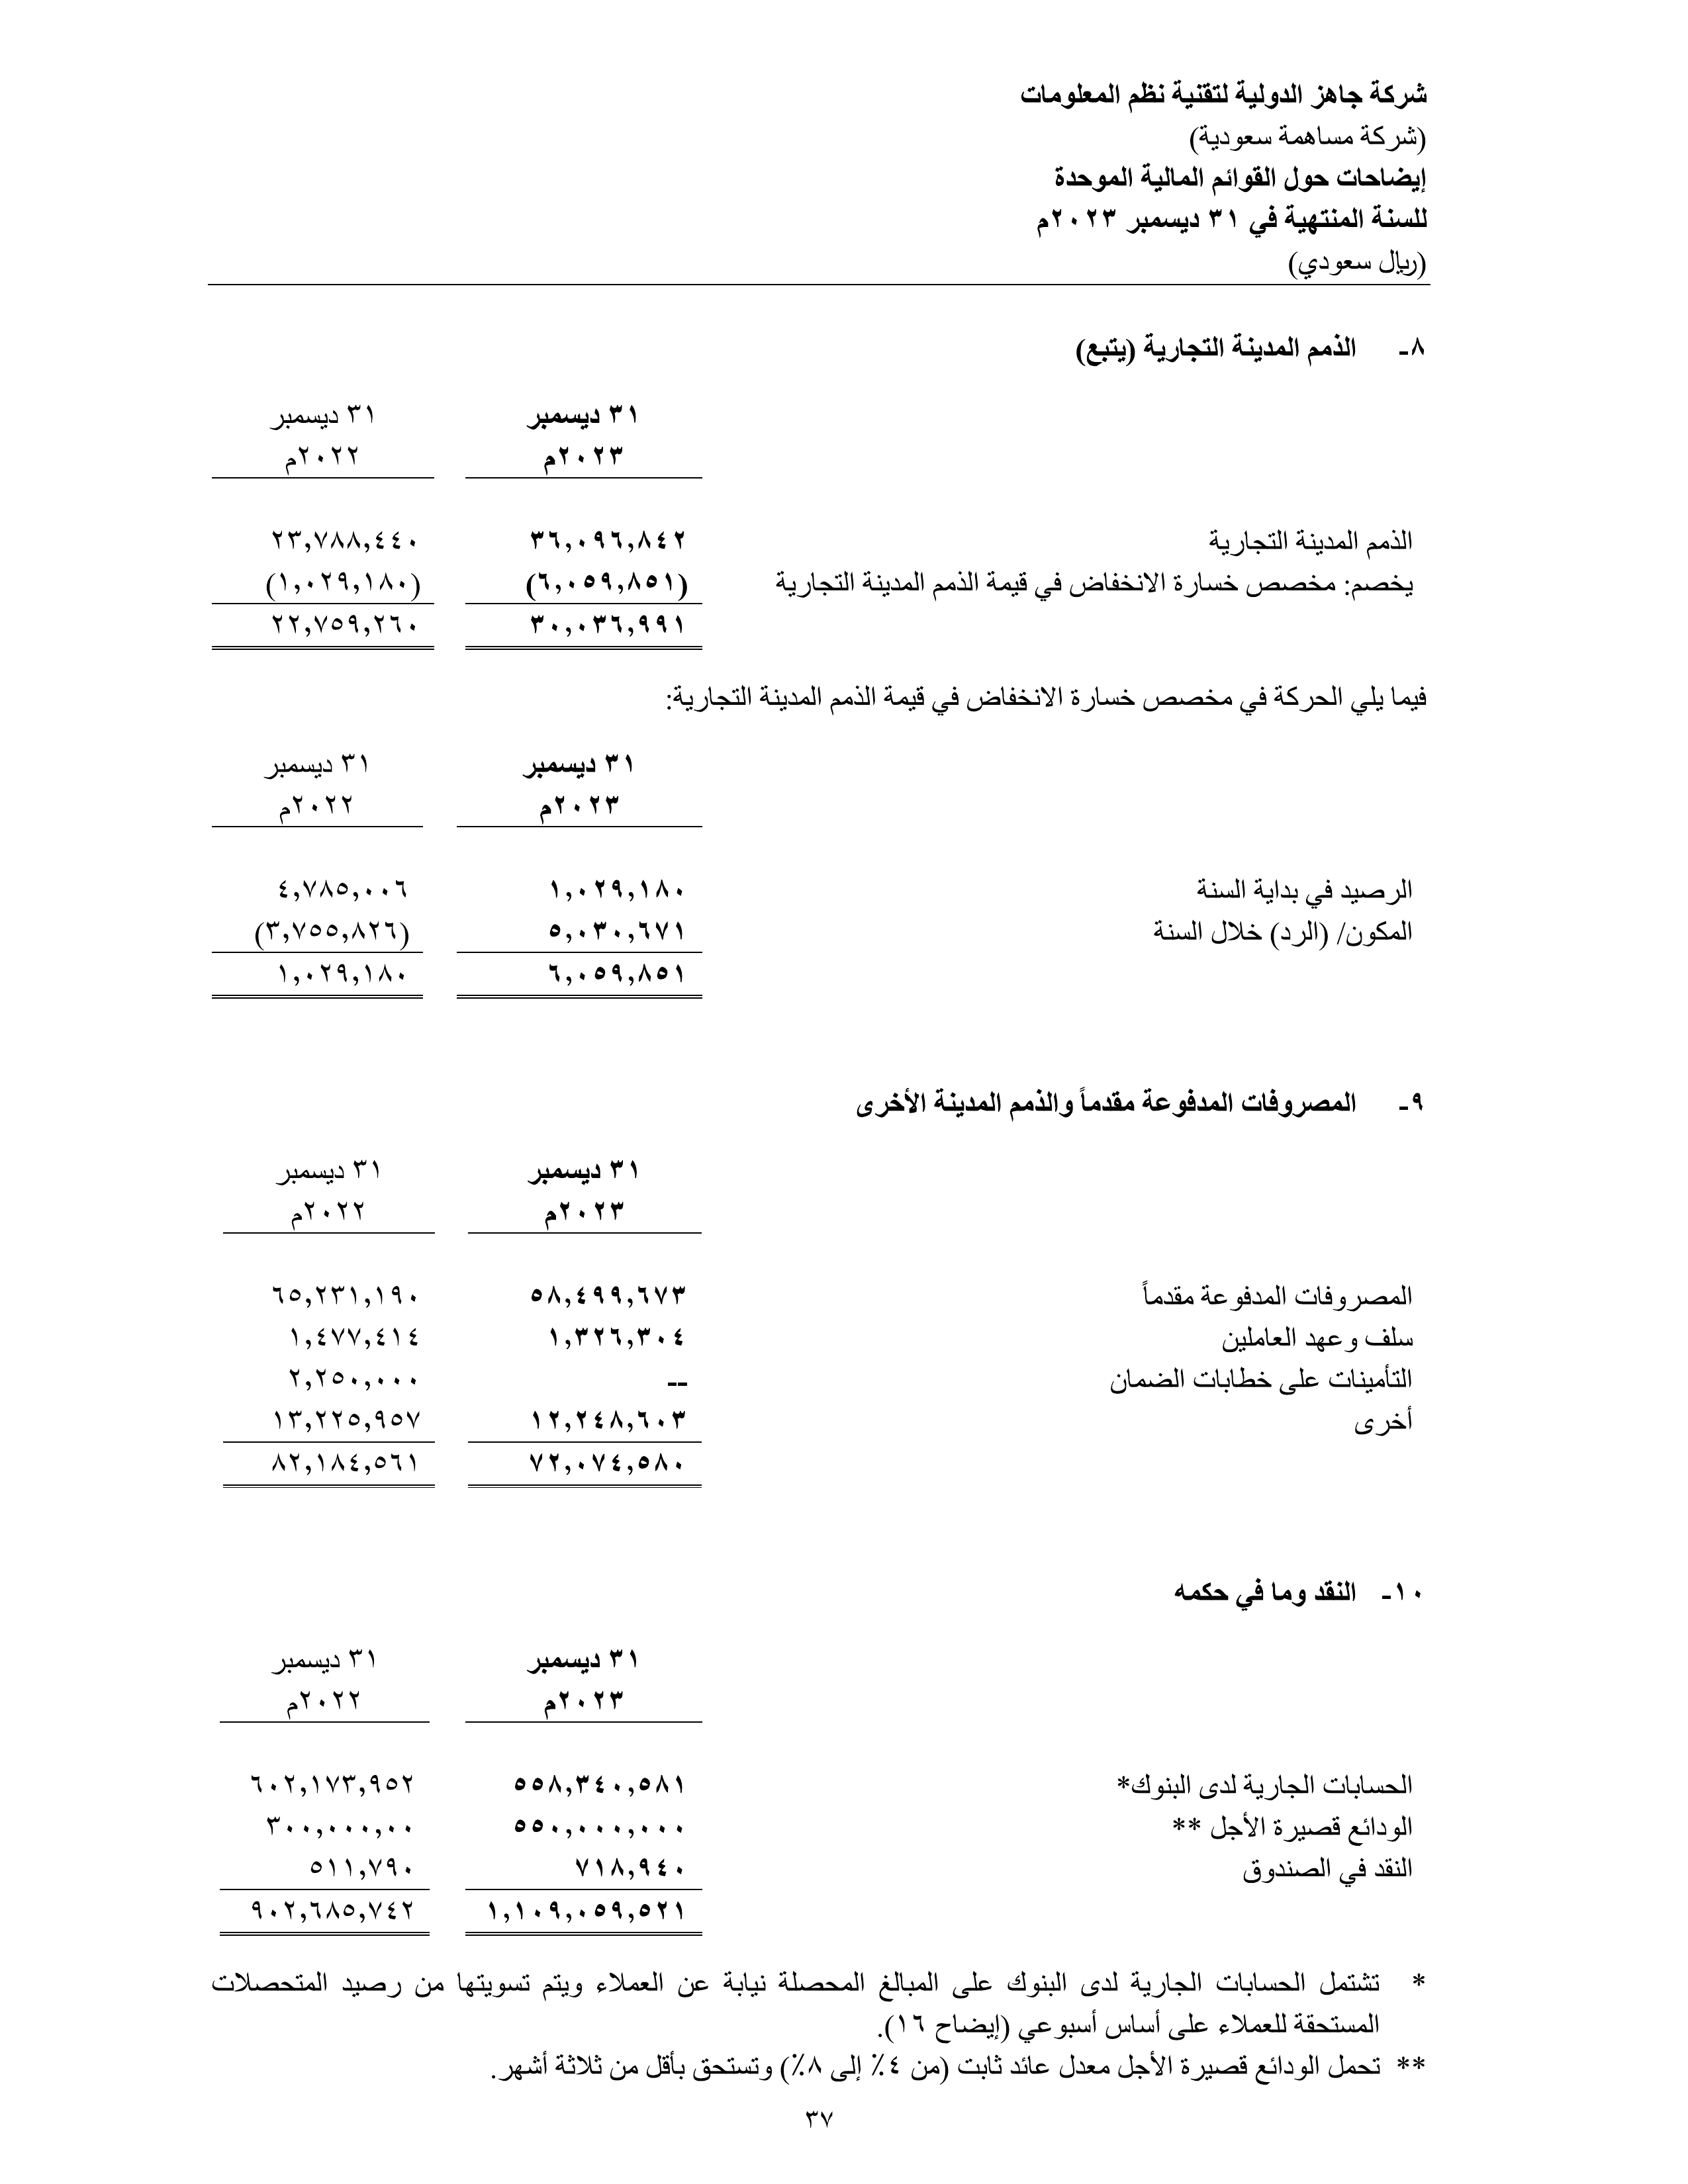 شركة جاهز الدولية لتقنية نظم المعلومات
(شركة مساهمة سعودية)
إيضاحات حول القوائم المالية الموحدة
للسنة المنتهية في ٣١ ديسمبر ٢٠٢٣م
(ريال سعودي)
٨- الذمم المدينة التجارية (يتبع)
٣١ ديسمبر ٣١ ديسمبر
٢٠٢٣م ٢٠٢٢م
الذمم المدينة التجارية ٣٦,٠٩٦,٨٤٢ ٢٣,٧٨٨,٤٤٠
يخصم: مخصص خسارة الانخفاض في قيمة الذمم المدينة التجارية (٦,٠٥٩,٨٥١) (١,٠٢٩,١٨٠)
٣٠,٠٣٦,٩٩١ ٢٢,٧٥٩,٢٦٠
فيما يلي الحركة في مخصص خسارة الانخفاض في قيمة الذمم المدينة التجارية:
٣١ ديسمبر ٣١ ديسمبر
٢٠٢٣م ٢٠٢٢م
الرصيد في بداية السنة ١,٠٢٩,١٨٠ ٤,٧٨٥,٠٠٦
المكون/ (الرد) خلال السنة ٥,٠٣٠,٦٧١ (٣,٧٥٥,٨٢٦)
٦,٠٥٩,٨٥١ ١,٠٢٩,١٨٠
٩- المصروفات المدفوعة مقدماً والذمم المدينة الأخرى
٣١ ديسمبر ٣١ ديسمبر
٢٠٢٣م ٢٠٢٢م
المصروفات المدفوعة مقدماً ٥٨,٤٩٩,٦٧٣ ٦٥,٢٣١,١٩٠
سلف وعهد العاملين ١,٣٢٦,٣٠٤ ١,٤٧٧,٤١٤
التأمينات على خطابات الضمان -- ٢,٢٥٠,٠٠٠
أخرى ١٢,٢٤٨,٦٠٣ ١٣,٢٢٥,٩٥٧
٧٢,٠٧٤,٥٨٠ ٨٢,١٨٤,٥٦١
١٠- النقد وما في حكمه
٣١ ديسمبر ٣١ ديسمبر
٢٠٢٣م ٢٠٢٢م
الحسابات الجارية لدى البنوك* ٥٥٨,٣٤٠,٥٨١ ٦٠٢,١٧٣,٩٥٢
الودائع قصيرة الأجل ** ٥٥٠,٠٠٠,٠٠٠ ٣٠٠,٠٠٠,٠٠
النقد في الصندوق ٧١٨,٩٤٠ ٥١١,٧٩٠
١,١٠٩,٠٥٩,٥٢١ ٩٠٢,٦٨٥,٧٤٢
* تشتمل الحسابات الجارية لدى البنوك على المبالغ المحصلة نيابة عن العملاء ويتم تسويتها من رصيد المتحصلات
المستحقة للعملاء على أساس أسبوعي (إيضاح ١٦).
** تحمل الودائع قصيرة الأجل معدل عائد ثابت (من ٤٪ إلى ٨٪) وتستحق بأقل من ثلاثة أشهر.
٣٧